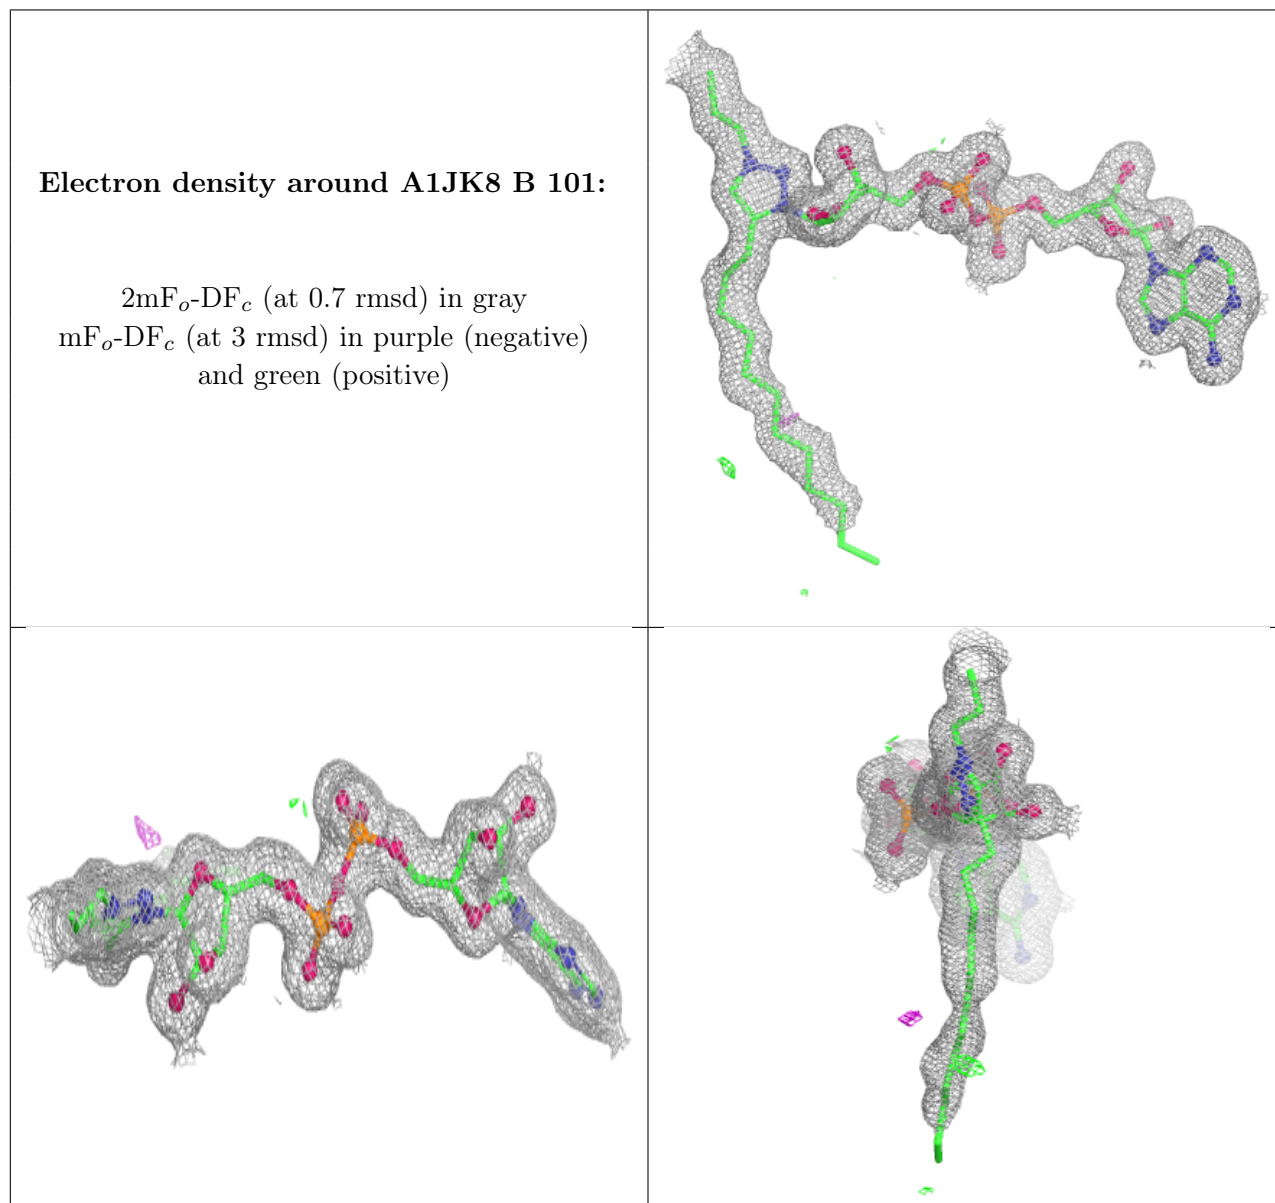 Electron density around A1JK8 B 101:
2mFo-DFc (at 0.7 rmsd) in gray
mFo-DFc (at 3 rmsd) in purple (negative)
and green (positive)